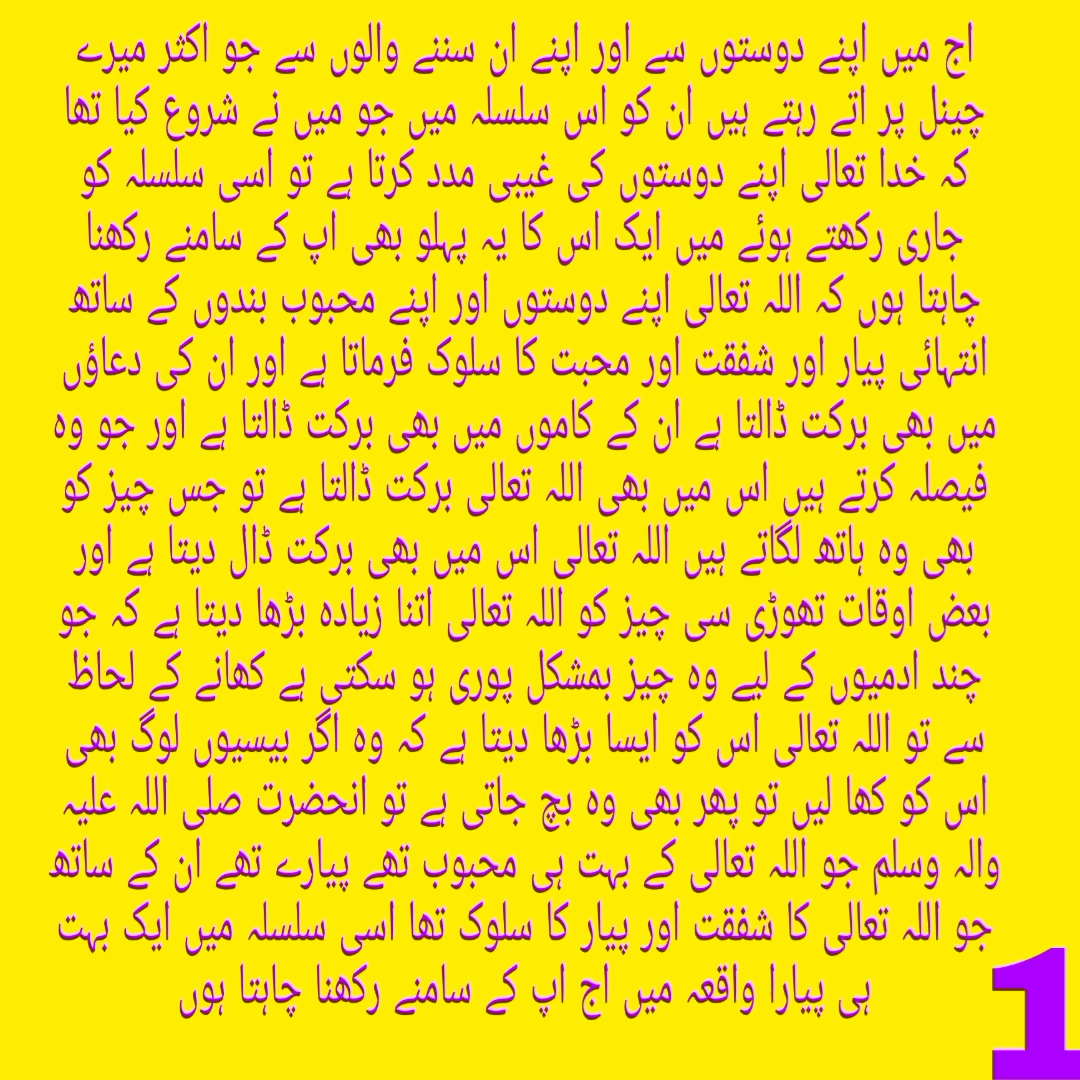 اج میں اپنے دوستوں سے اور اپنے ان سننے والوں سے جو اکثر میرے
چینل پر اتے رہتے ہیں ان کو اس سلسلہ میں جو میں نے شروع کیا تھا
کہ خدا تعالی اپنے دوستوں کی غیبی مدد کرتا ہے تو اسی سلسلہ کو
جاری رکھتے ہوئے میں ایک اس کا یہ پہلو بھی اپ کے سامنے رکھنا
چاہتا ہوں کہ اللہ تعالی اپنے دوستوں اور اپنے محبوب بندوں کے ساتھ
انتہائی پیار اور شفقت اور محبت کا سلوک فرماتا ہے اور ان کی دعاؤں
میں بھی برکت ڈالتا ہے ان کے کاموں میں بھی برکت ڈالتا ہے اور جو وہ
فیصلہ کرتے ہیں اس میں بھی اللہ تعالی برکت ڈالتا ہے تو جس چیز کو
بھی وہ ہاتھ لگاتے ہیں اللہ تعالی اس میں بھی برکت ڈال دیتا ہے اور
بعض اوقات تھوڑی سی چیز کو اللہ تعالی اتنا زیادہ بڑھا دیتا ہے کہ جو
چند ادمیوں کے لیے وہ چیز بمشکل پوری ہو سکتی ہے کھانے کے لحاظ
سے تو اللہ تعالی اس کو ایسا بڑھا دیتا ہے کہ وہ اگر بیسیوں لوگ بھی
اس کو کھا لیں تو پھر بھی وہ بچ جاتی ہے تو انحضرت صلی اللہ علیہ
والہ وسلم جو اللہ تعالی کے بہت ہی محبوب تھے پیارے تھے ان کے ساتھ
جو اللہ تعالی کا شفقت اور پیار کا سلوک تھا اسی سلسلہ میں ایک بہت
ہی پیارا واقعہ میں اج اپ کے سامنے رکھنا چاہتا ہوں
1